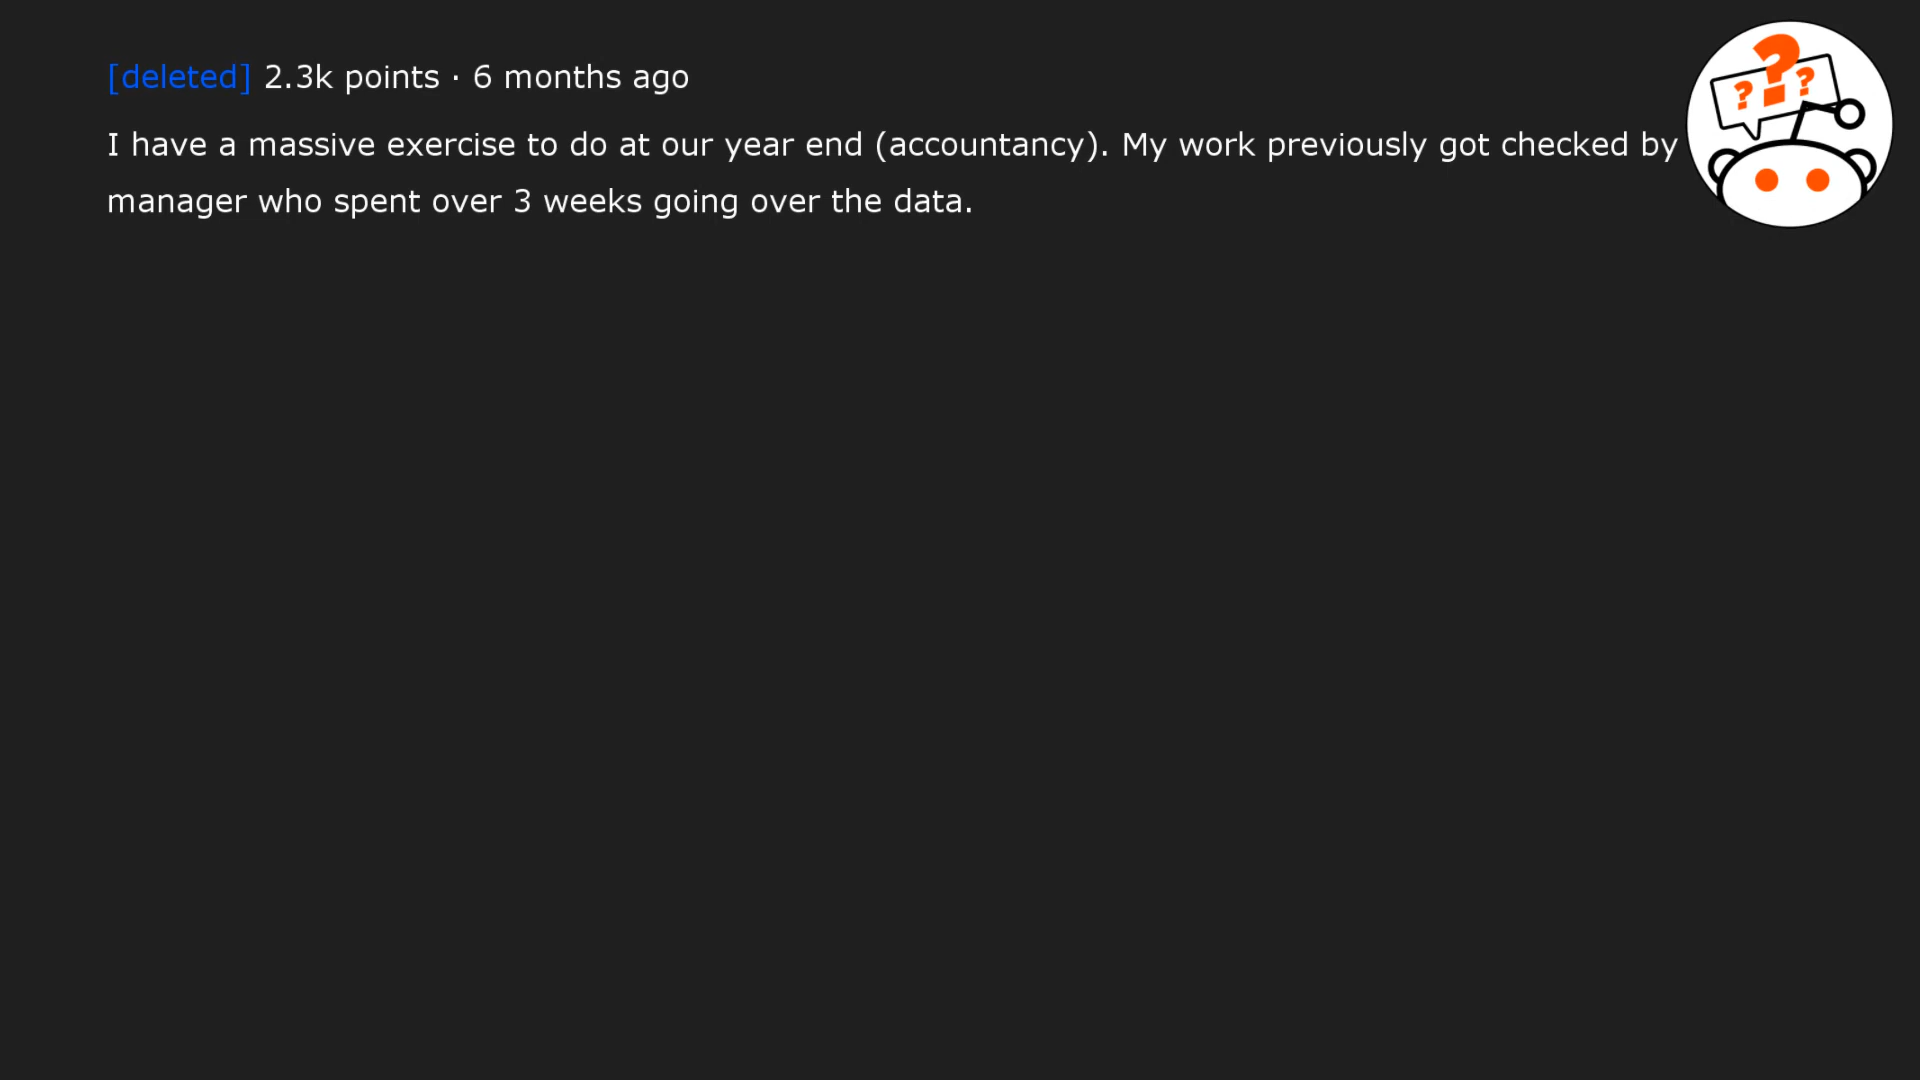 [deleted] 2.3k points · 6 months ago
I have a massive exercise to do at our year end (accountancy). My work previously got checked by
manager who spent over 3 weeks going over the data.
? ? ?